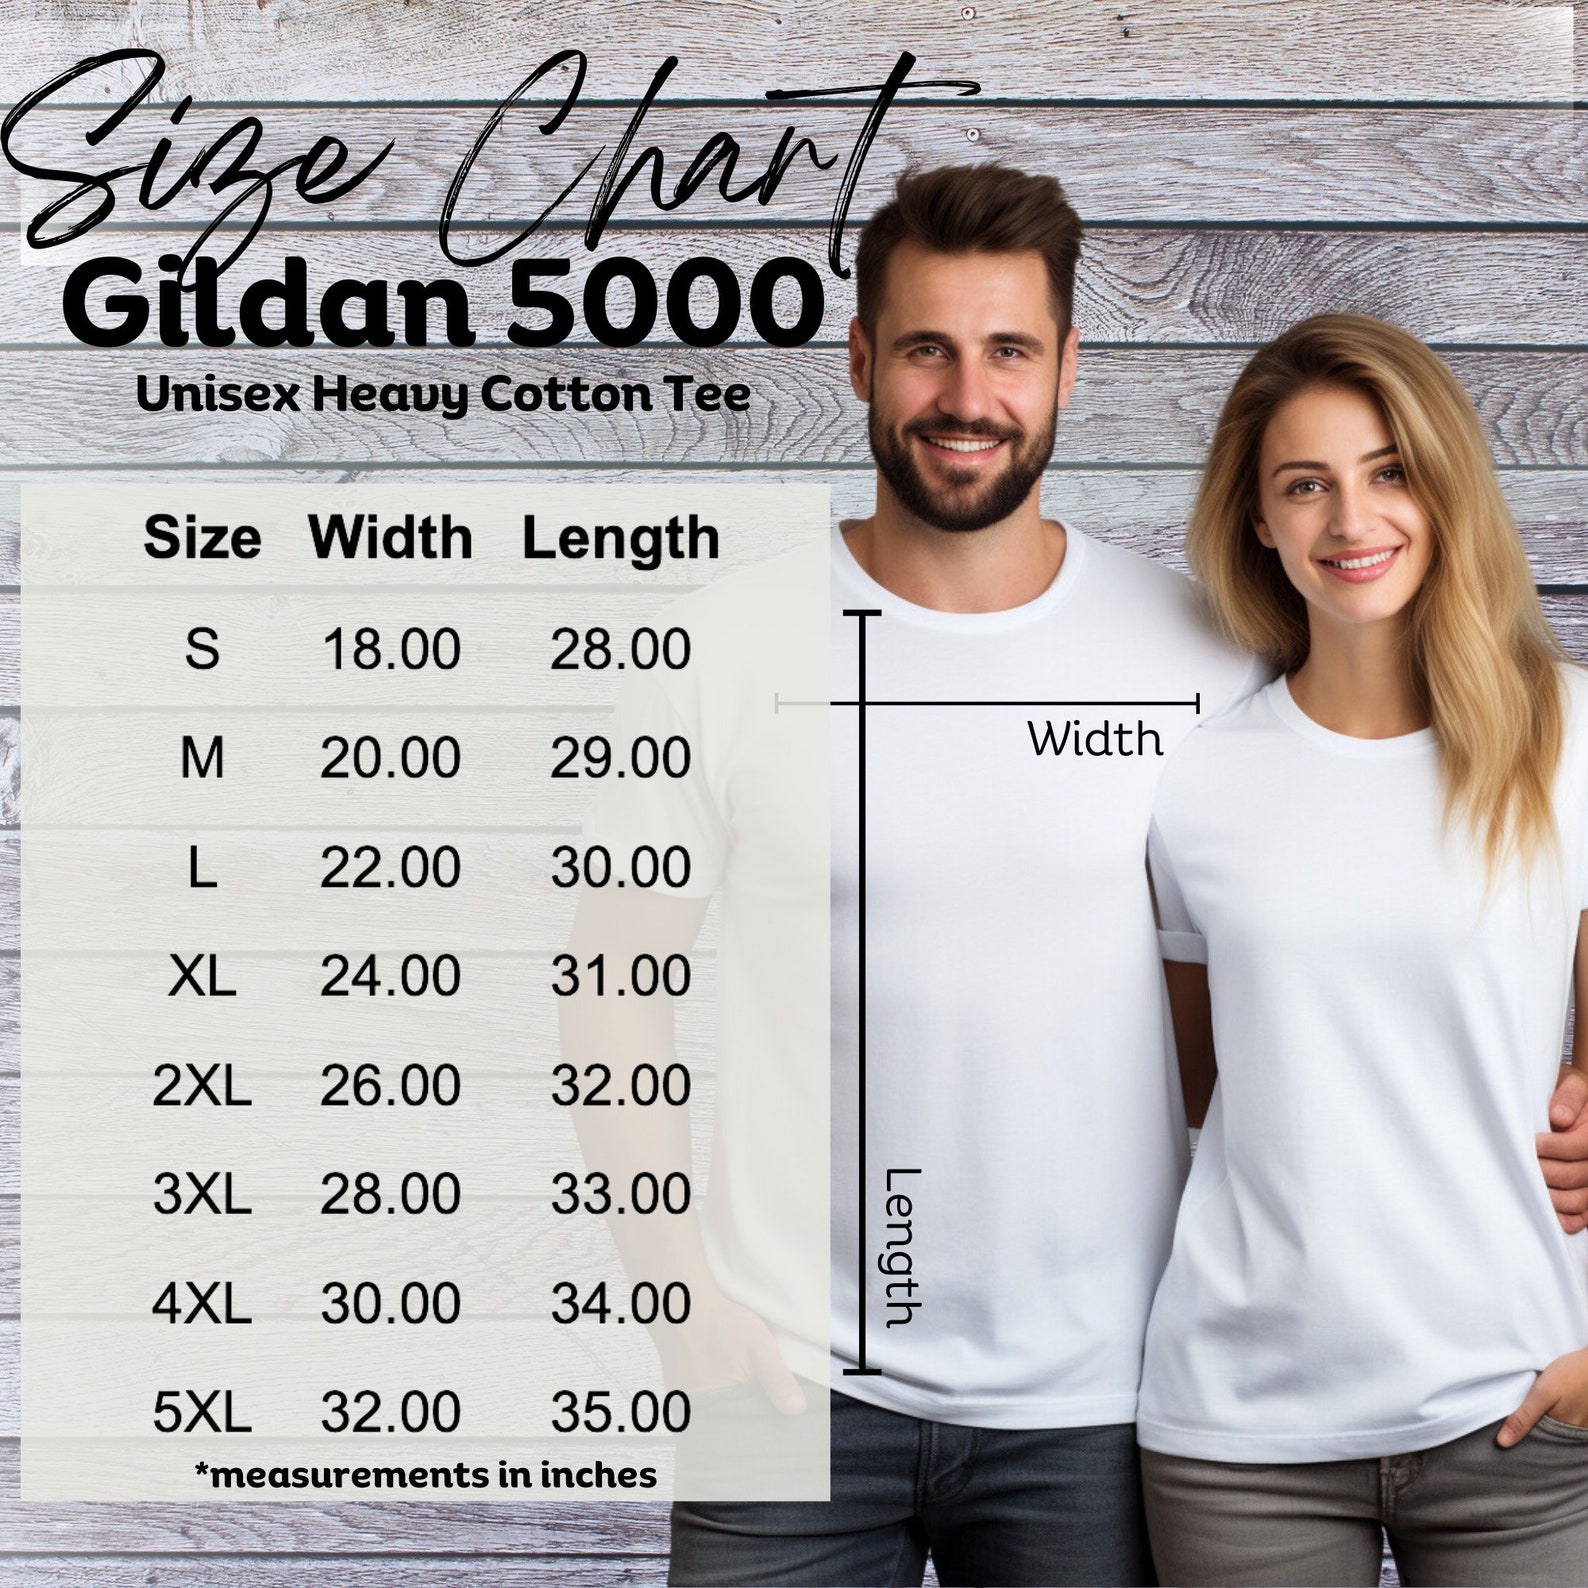 Size Chart
Gildan 5000
Unisex Heavy Cotton Tee
Size Width Length
S 18.00 28.00
M 20.00 29.00
L 22.00 30.00
XL 24.00 31.00
2XL 26.00 32.00
3XL 28.00 33.00
4XL 30.00 34.00
5XL 32.00 35.00
*measurements in inches
Width
Length